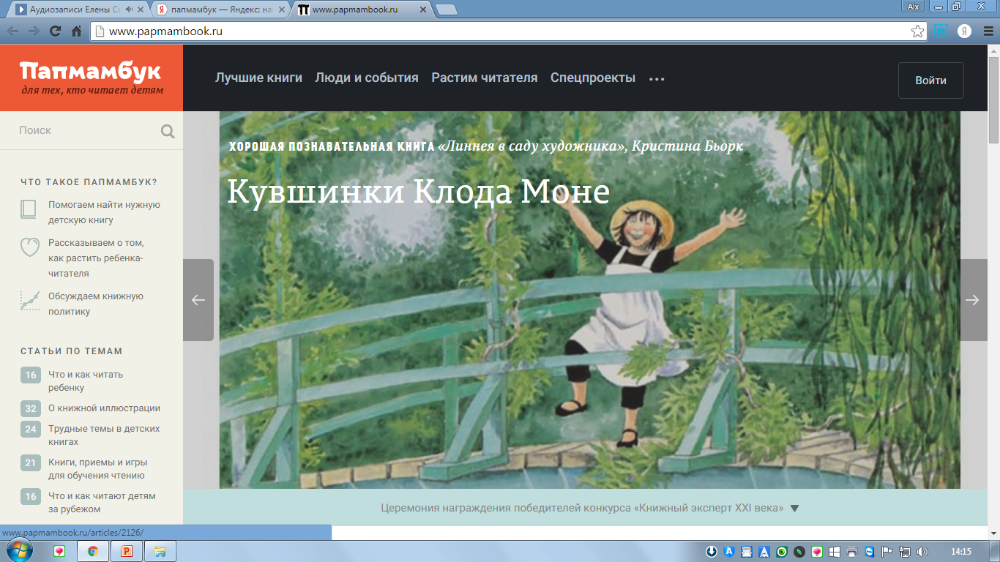 Аудиозаписи Елены Сы
папмамбук — Яндекс: на
www.papmambook.ru
Alx
www.papmambook.ru
Я
Папмамбук
для тех, кто читает детям
Лучшие книги Люди и события Растим читателя Спецпроекты •••
Войти
Поиск
ЧТО ТАКОЕ ПАПМАМБУК?
Помогаем найти нужную
детскую книгу
Рассказываем о том,
как растить ребенка-
читателя
Обсуждаем книжную
политику
СТАТЬИ ПО ТЕМАМ
16 Что и как читать
ребенку
32 О книжной иллюстрации
24 Трудные темы в детских
книгах
21 Книги, приемы и игры
для обучения чтению
16 Что и как читают детям
за рубежом
ХОРОШАЯ ПОЗНАВАТЕЛЬНАЯ КНИГА «Линнея в саду художника», Кристина Бьорк
Кувшинки Клода Моне
Церемония награждения победителей конкурса «Книжный эксперт XXI века»
www.papmambook.ru/articles/2126/
14:15